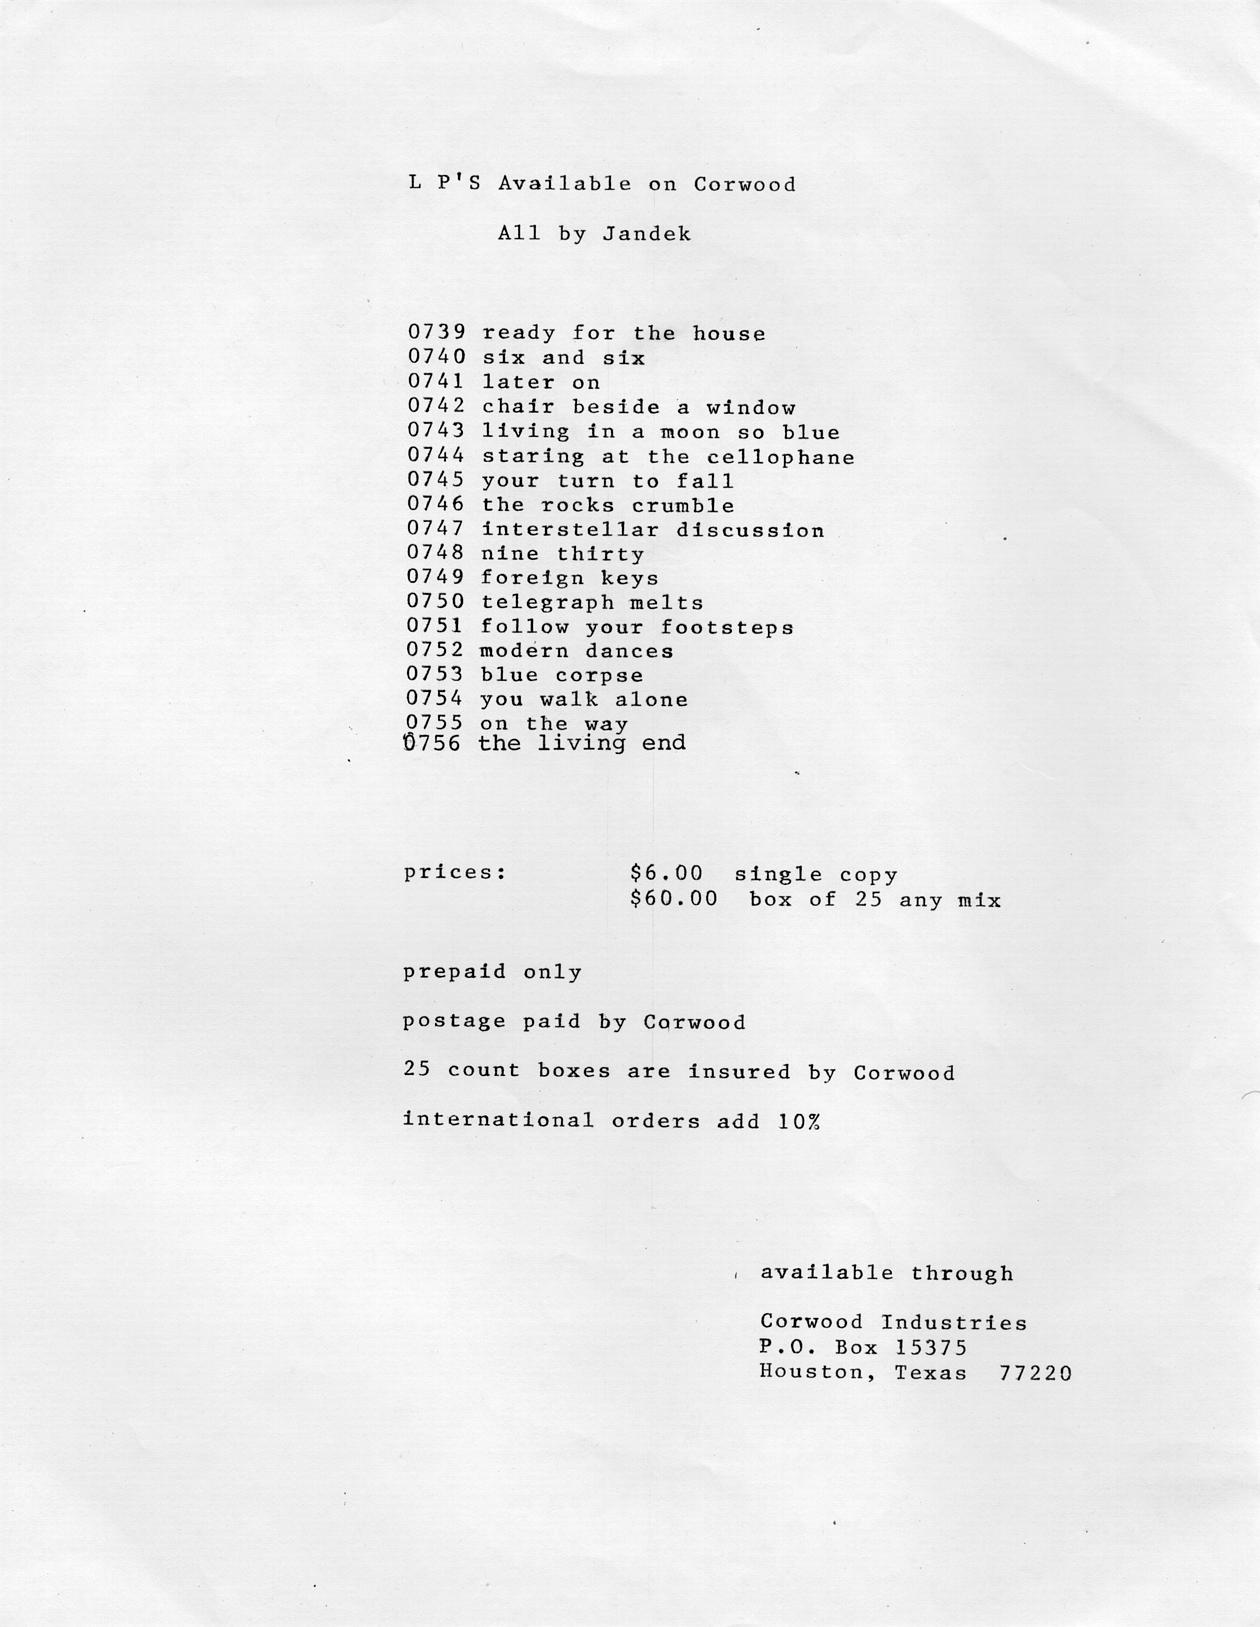 L P'S Available on Corwood
All by Jandek
0739 ready for the house
0740 six and six
0741 later on
0742 chair beside a window
0743 living in a moon so blue
0744 staring at the cellophane
0745 your turn to fall
0746 the rocks crumble
0747 interstellar discussion
0748 nine thirty
0749 foreign keys
0750 telegraph melts
0751 follow your footsteps
0752 modern dances
0753 blue corpse
0754 you walk alone
0755 on the way
0756 the living end
prices: $6.00 single copy
$60.00 box of 25 any mix
prepaid only
postage paid by Corwood
25 count boxes are insured by Corwood
international orders add 10%
available through
Corwood Industries
P.O. Box 15375
Houston, Texas 77220